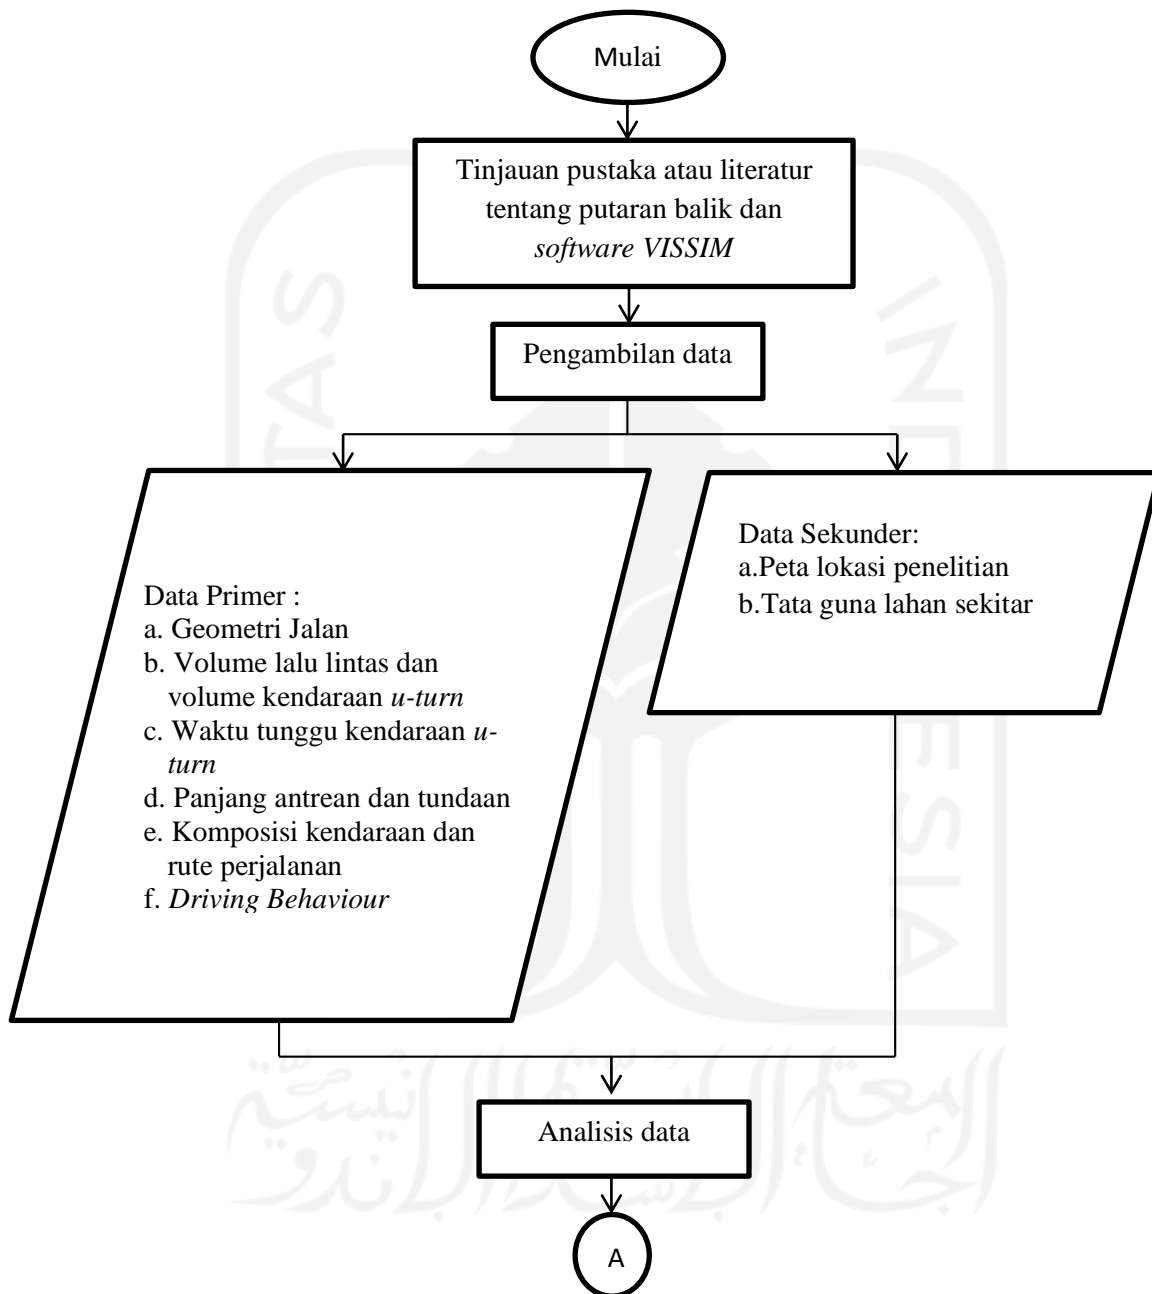 Mulai
Tinjauan pustaka atau literatur
tentang putaran balik dan
software VISSIM
Pengambilan data
Data Primer :
a. Geometri Jalan
b. Volume lalu lintas dan
volume kendaraan u-turn
c. Waktu tunggu kendaraan u-
turn
d. Panjang antrean dan tundaan
e. Komposisi kendaraan dan
rute perjalanan
f. Driving Behaviour
Data Sekunder:
a.Peta lokasi penelitian
b.Tata guna lahan sekitar
Analisis data
A